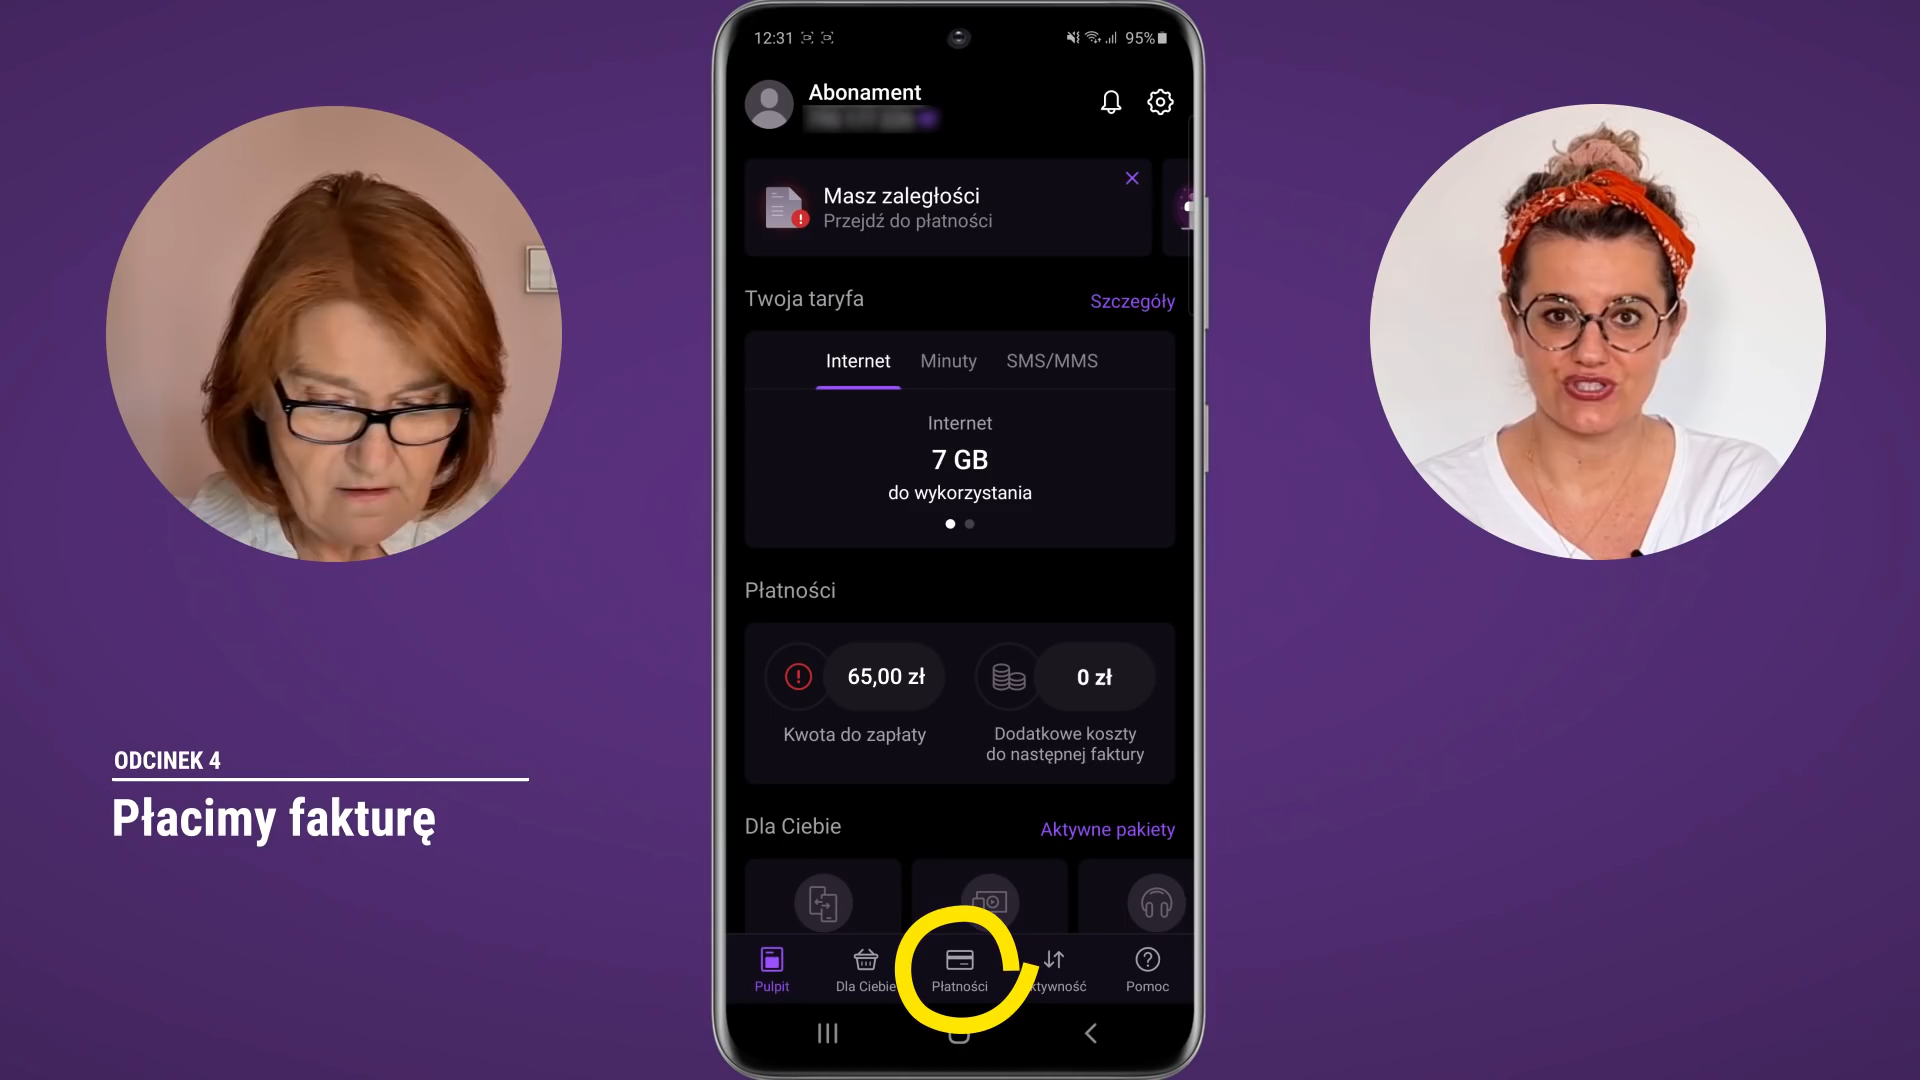 12:31
95%
Abonament
Masz zaległości
Przejdź do płatności
Twoja taryfa
Szczegóły
Internet
Minuty
SMS/MMS
Internet
7 GB
do wykorzystania
Płatności
65,00 zł
0 zł
Kwota do zapłaty
Dodatkowe koszty
do następnej faktury
Dla Ciebie
Aktywne pakiety
Pulpit
Dla Ciebie
Płatności
ktywność
Pomoc
ODCINEK 4
Płacimy fakturę